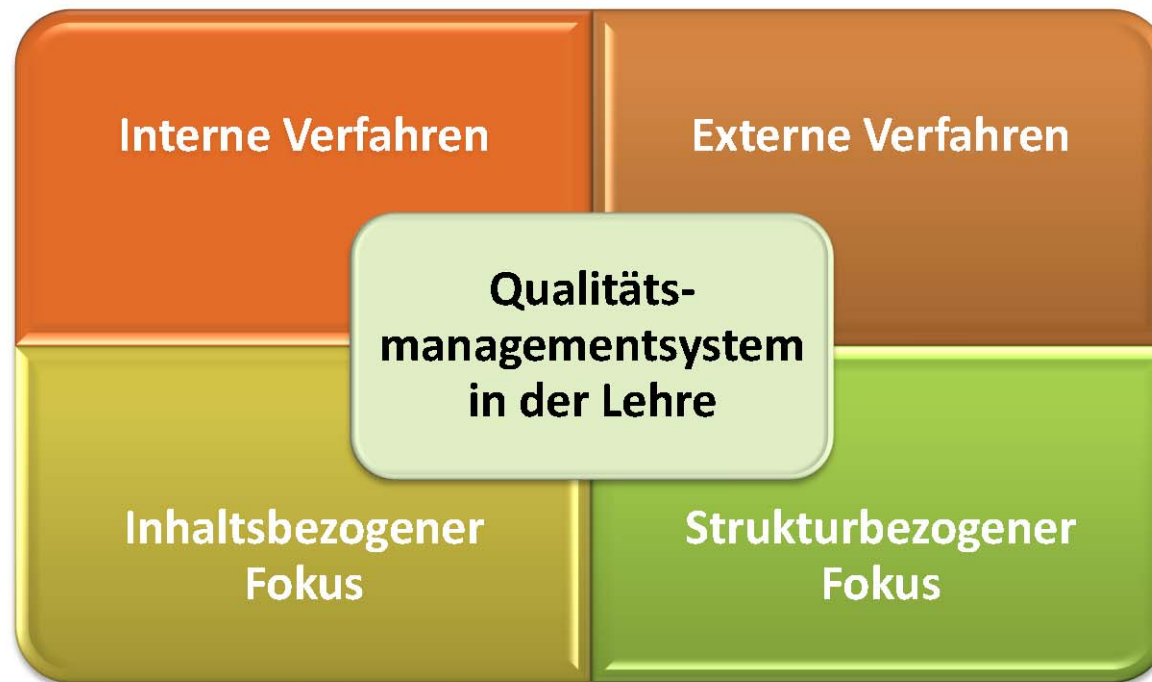 Interne Verfahren
Externe Verfahren
Qualitäts-
managementsystem
in der Lehre
Inhaltsbezogener
Fokus
Strukturbezogener
Fokus